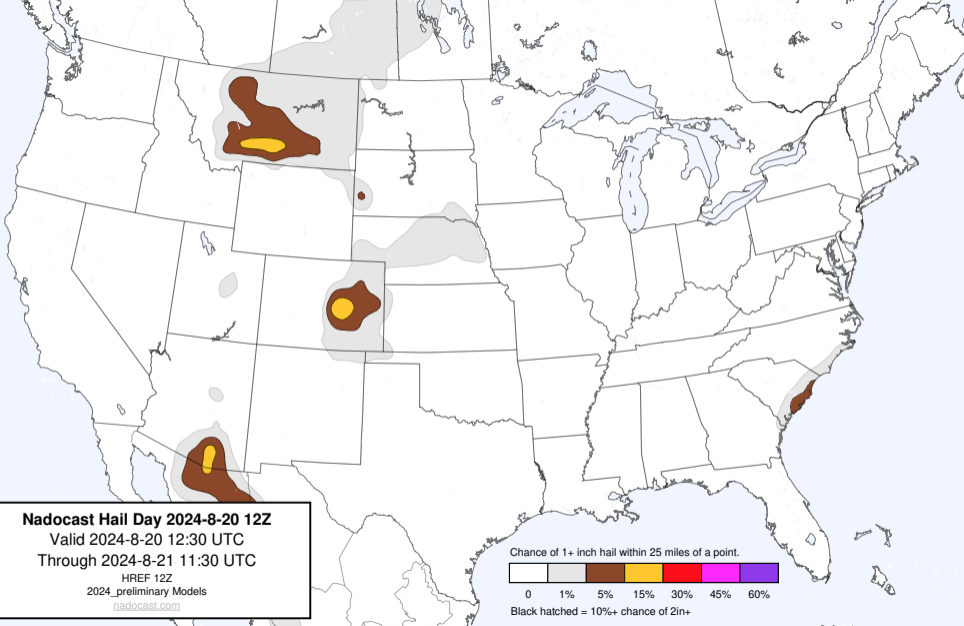 Nadocast Hail Day 2024-8-20 12Z
Valid 2024-8-20 12:30 UTC
Through 2024-8-21 11:30 UTC
HREF 12Z
2024_preliminary Models
nadocast.com
Chance of 1+ inch hail within 25 miles of a point.
0 1% 5% 15% 30% 45% 60%
Black hatched = 10%+ chance of 2in+